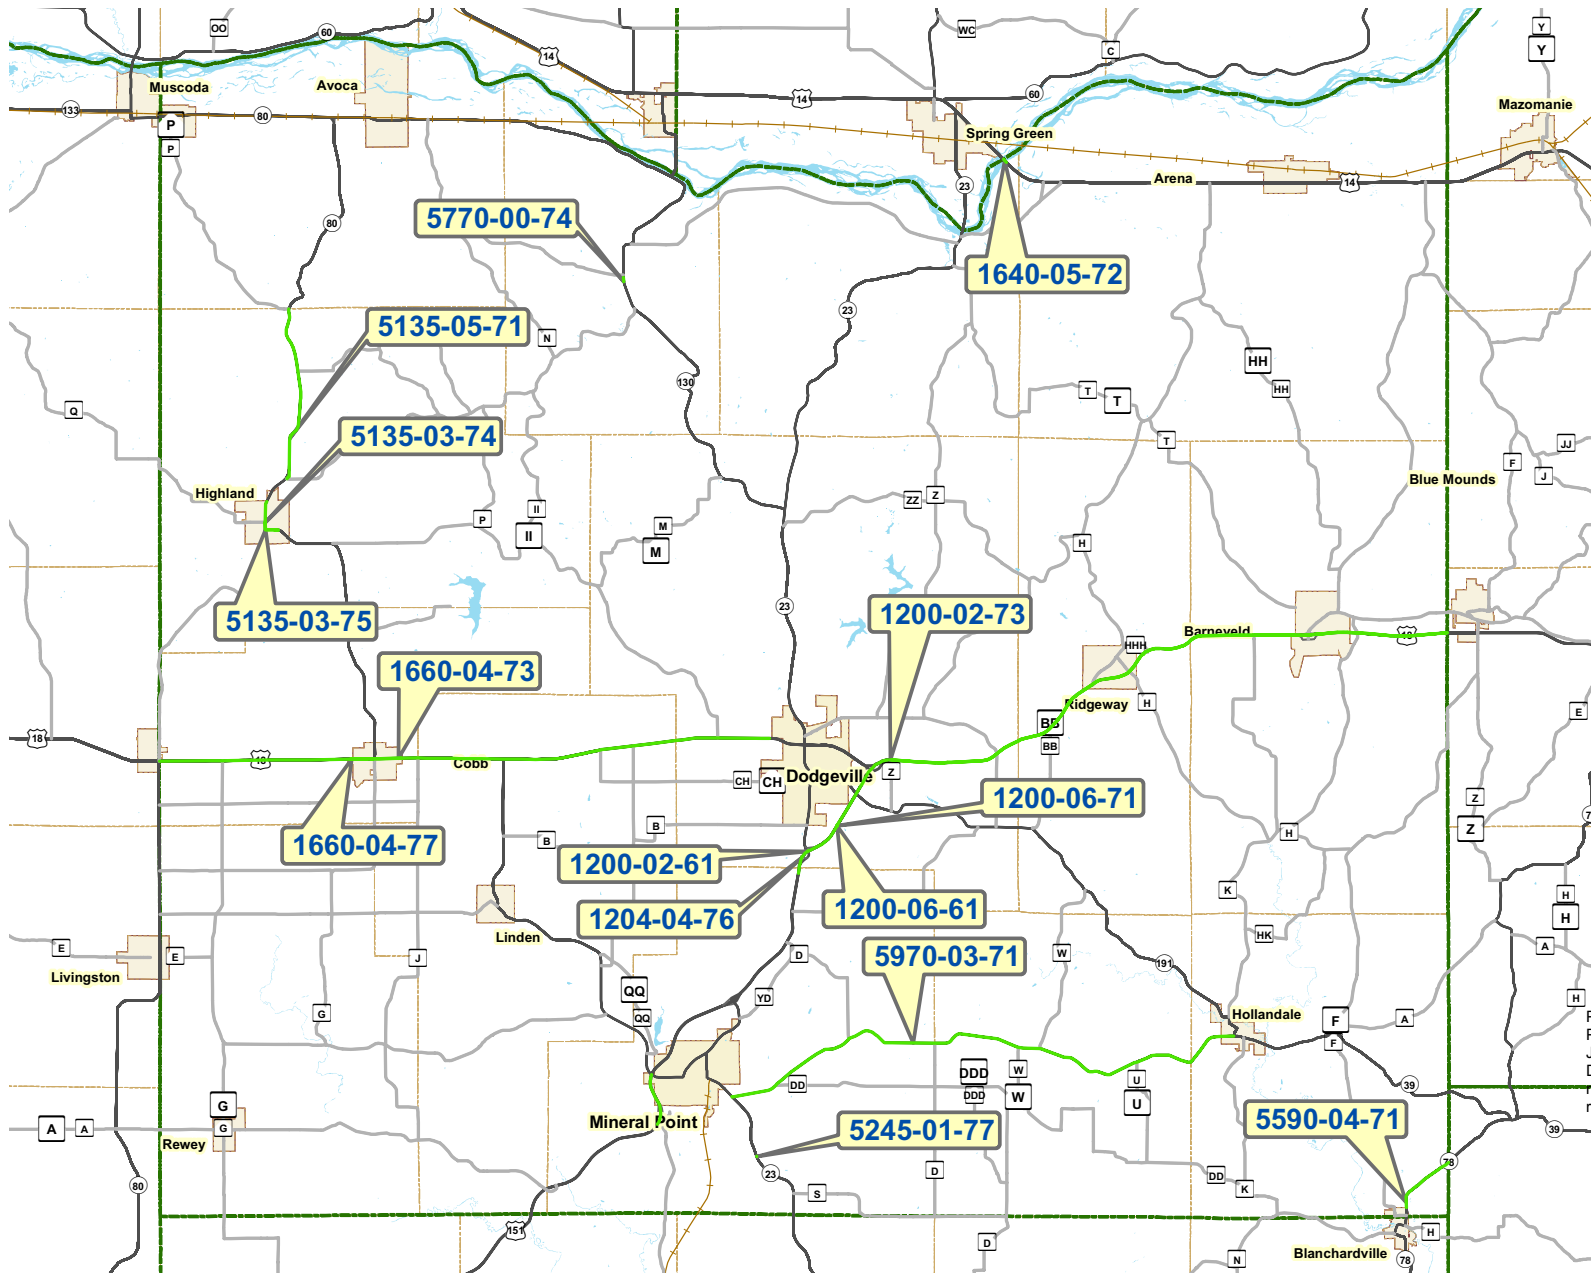 OO
60
14
WC
C
Y
Y
Muscoda
Avoca
133
P
P
80
14
60
Spring Green
Mazomanie
Arena
14
23
80
5770-00-74
1640-05-72
23
5135-05-71
N
130
HH
HH
T
T
Q
5135-03-74
T
JJ
F
J
Blue Mounds
Highland
ZZ
Z
P
II
II
M
M
H
5135-03-75
23
1200-02-73
Barneveld
18
HHH
1660-04-73
H
Ridgeway
BB
BB
E
18
18
Cobb
CH
CH
Dodgeville
Z
1200-06-71
Z
Z
1660-04-77
B
B
H
1200-02-61
1204-04-76
1200-06-61
K
H
H
Linden
HK
E
E
Livingston
J
D
5970-03-71
W
A
191
QQ
QQ
YD
G
H
Hollandale
F
F
A
DD
DDD
DDD
W
W
U
U
39
G
G
A
A
Rewey
Mineral Point
5245-01-77
5590-04-71
39
78
80
23
S
D
DD
K
151
D
N
H
Blanchardville
78